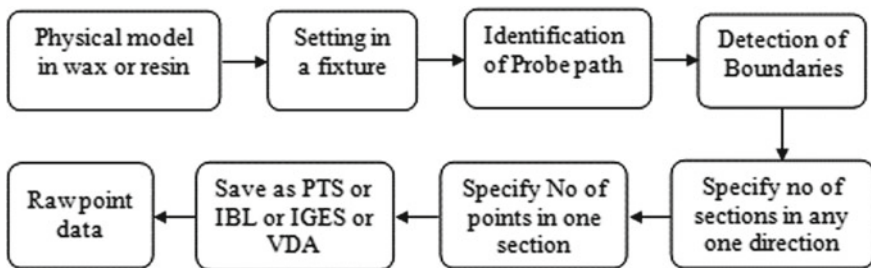 Physical model
in wax or resin
Setting in
a fixture
Identification
of Probe path
Detection of
Boundaries
Specify no of
sections in any
one direction
Specify No of
points in one
section
Save as PTS or
IBL or IGES or
VDA
Raw point
data